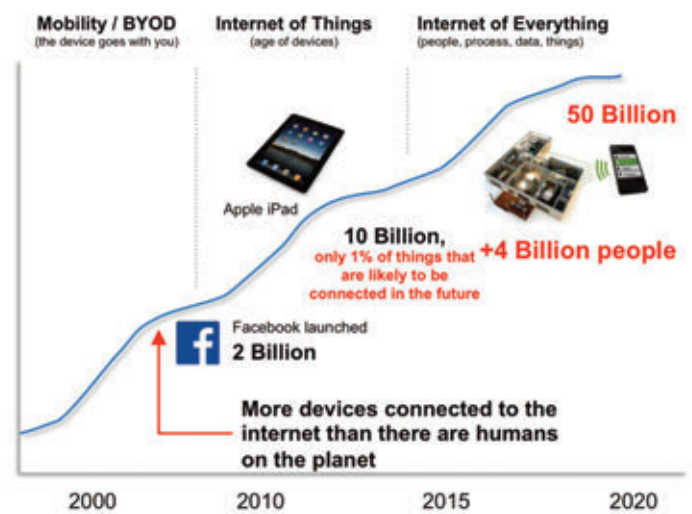 Mobility / BYOD
(the device goes with you)
Internet of Things
(age of devices)
Internet of Everything
(people, process, data, things)
50 Billion
Apple iPad
10 Billion,
only 1% of things that
are likely to be
connected in the future
+4 Billion people
f
Facebook launched
2 Billion
More devices connected to the
internet than there are humans
on the planet
2000
2010
2015
2020